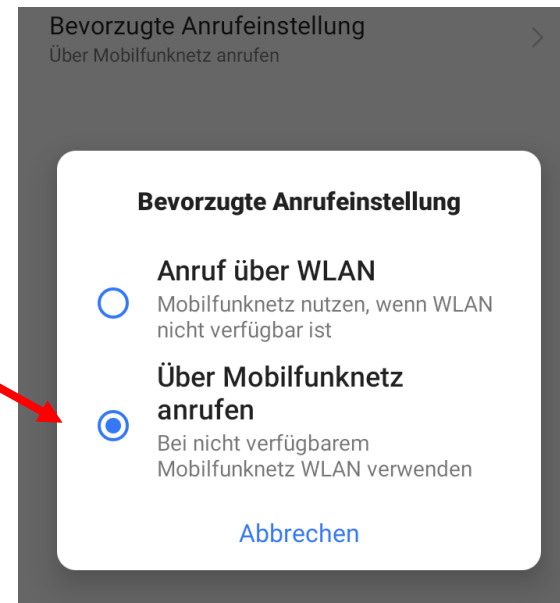 Bevorzugte Anrufeinstellung
Über Mobilfunknetz anrufen
Bevorzugte Anrufeinstellung
Anruf über WLAN
Mobilfunknetz nutzen, wenn WLAN
nicht verfügbar ist
Über Mobilfunknetz
anrufen
Bei nicht verfügbarem
Mobilfunknetz WLAN verwenden
Abbrechen